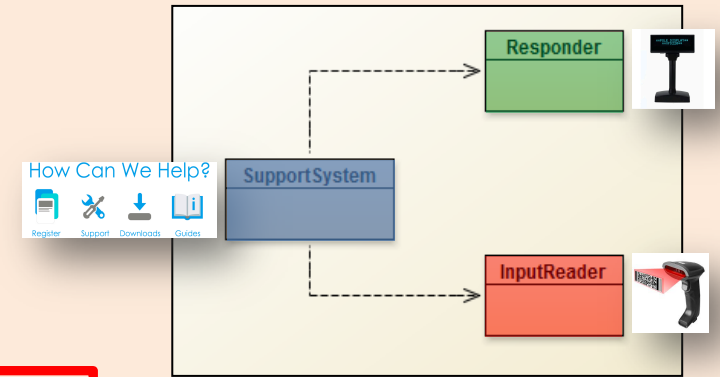 Responder
How Can We Help?
SupportSystem
Register Support Downloads Guides
InputReader